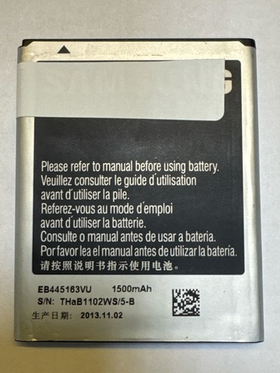 Please refer to manual before using battery.
Veuillez consulter le guide d'utilisation
avant d'utiliser la pile.
Referez-vous au mode d'emploi
avant d'utiliser la batterie.
Consulte o manual antes de usar a bateria.
Por favor lea el manual antes de utilizar la batería.
请按照说明书指示使用电池。
EB445163VU 1500mAh
S/N: THaB1102WS/5-B
生产日期 2013.11.02